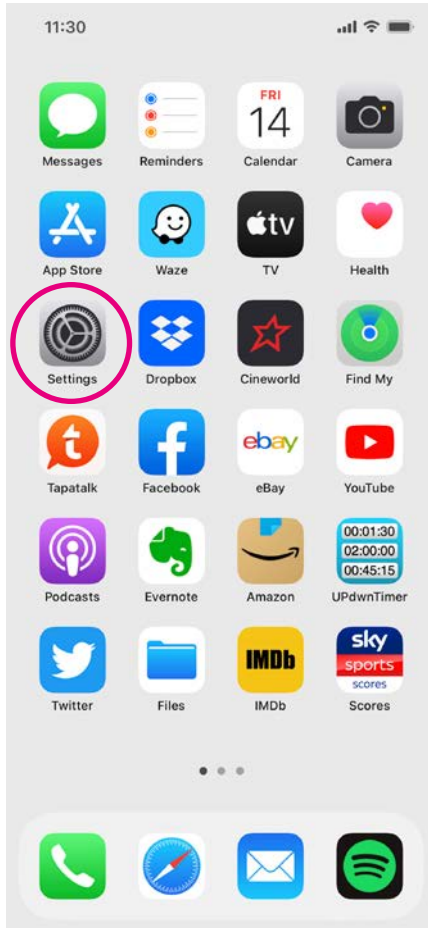 11:30
FRI
14
Messages Reminders Calendar Camera
tv
App Store Waze TV Health
Settings Dropbox Cineworld Find My
t f ebay
Tapatalk Facebook eBay YouTube
00:01:30
02:00:00
00:45:15
Podcasts Evernote Amazon UPdwnTimer
IMDb sky
sports
scores
Twitter Files IMDb Scores